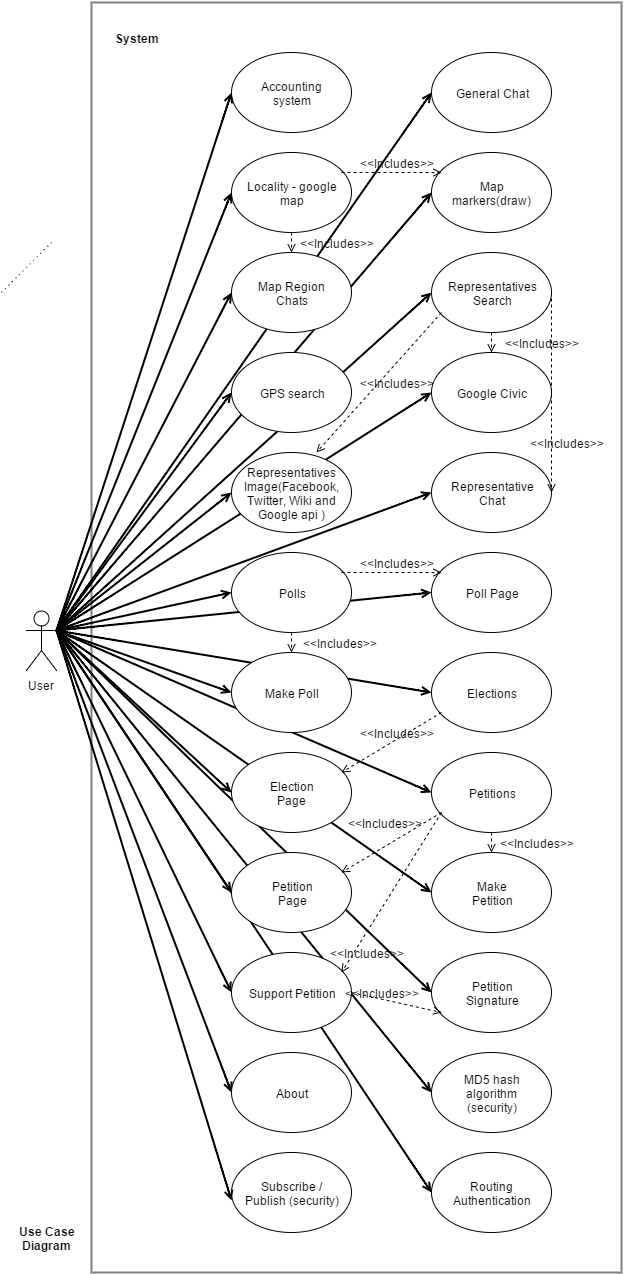 System
Accounting
system
General Chat
<<Includes>>
Locality - google
map
Map
markers(draw)
<<Includes>>
Map Region
Chats
Representatives
Search
<<Includes>>
<<Includes>>
GPS search
Google Civic
<<Includes>>
Representatives
Image(Facebook,
Twitter, Wiki and
Google api )
Representative
Chat
<<Includes>>
Polls
Poll Page
<<Includes>>
User
Make Poll
Elections
<<Includes>>
Election
Page
Petitions
<<Includes>>
<<Includes>>
Petition
Page
Make
Petition
<<Includes>>
Support Petition
<<Includes>>
Petition
Signature
About
MD5 hash
algorithm
(security)
Subscribe /
Publish (security)
Routing
Authentication
Use Case
Diagram